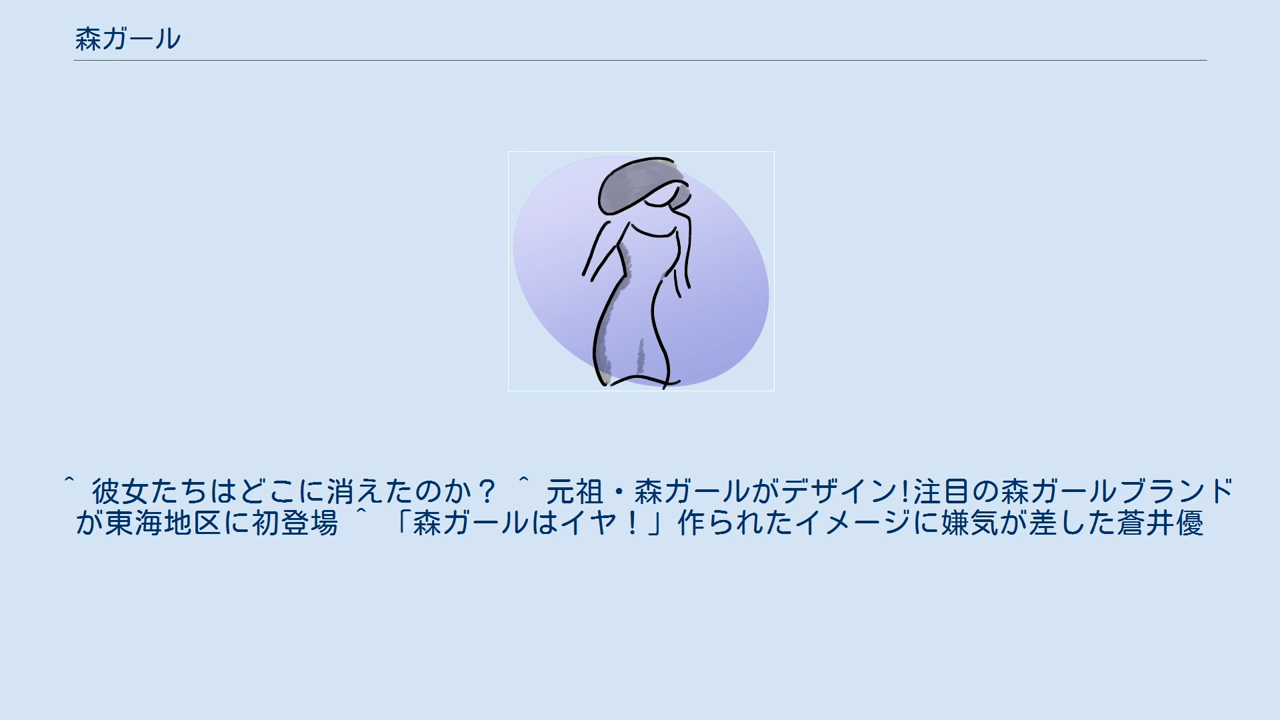 森ガール
^ 彼女たちはどこに消えたのか？ ^ 元祖・森ガールがデザイン!注目の森ガールブランド
が東海地区に初登場 ^ 「森ガールはイヤ！」作られたイメージに嫌気が差した蒼井優